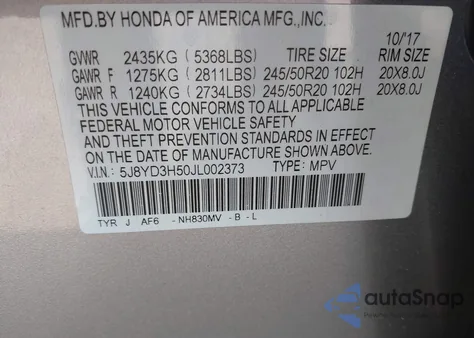 MFD.BY HONDA OF AMERICA MFG.,INC.
10/'17
GVWR 2435KG (5368LBS) TIRE SIZE RIM SIZE
GAWR F 1275KG (2811LBS) 245/50R20 102H 20X8.0J
GAWR R 1240KG (2734LBS) 245/50R20 102H 20X8.0J
THIS VEHICLE CONFORMS TO ALL APPLICABLE
FEDERAL MOTOR VEHICLE SAFETY
AND THEFT PREVENTION STANDARDS IN EFFECT
ON THE DATE OF MANUFACTURE SHOWN ABOVE.
V.I.N.: 5J8YD3H50JL002373 TYPE: MPV
TYR J AF6 -NH830MV -B -L
autoSnap